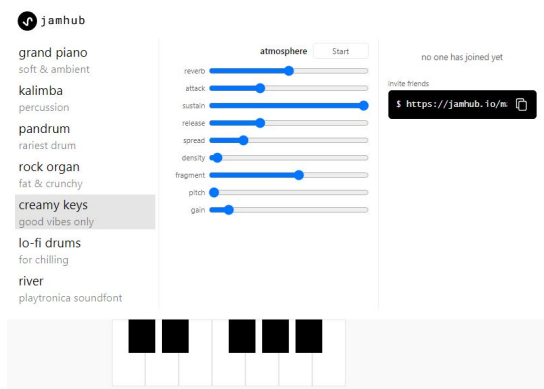 jamhub
grand piano
soft & ambient
kalimba
percussion
pandrum
rariest drum
rock organ
fat & crunchy
creamy keys
good vibes only
lo-fi drums
for chilling
river
playtronica soundfont
atmosphere Start
reverb
attack
sustain
release
spread
density
fragment
pitch
gain
no one has joined yet
invite friends
$ https://jamhub.io/m